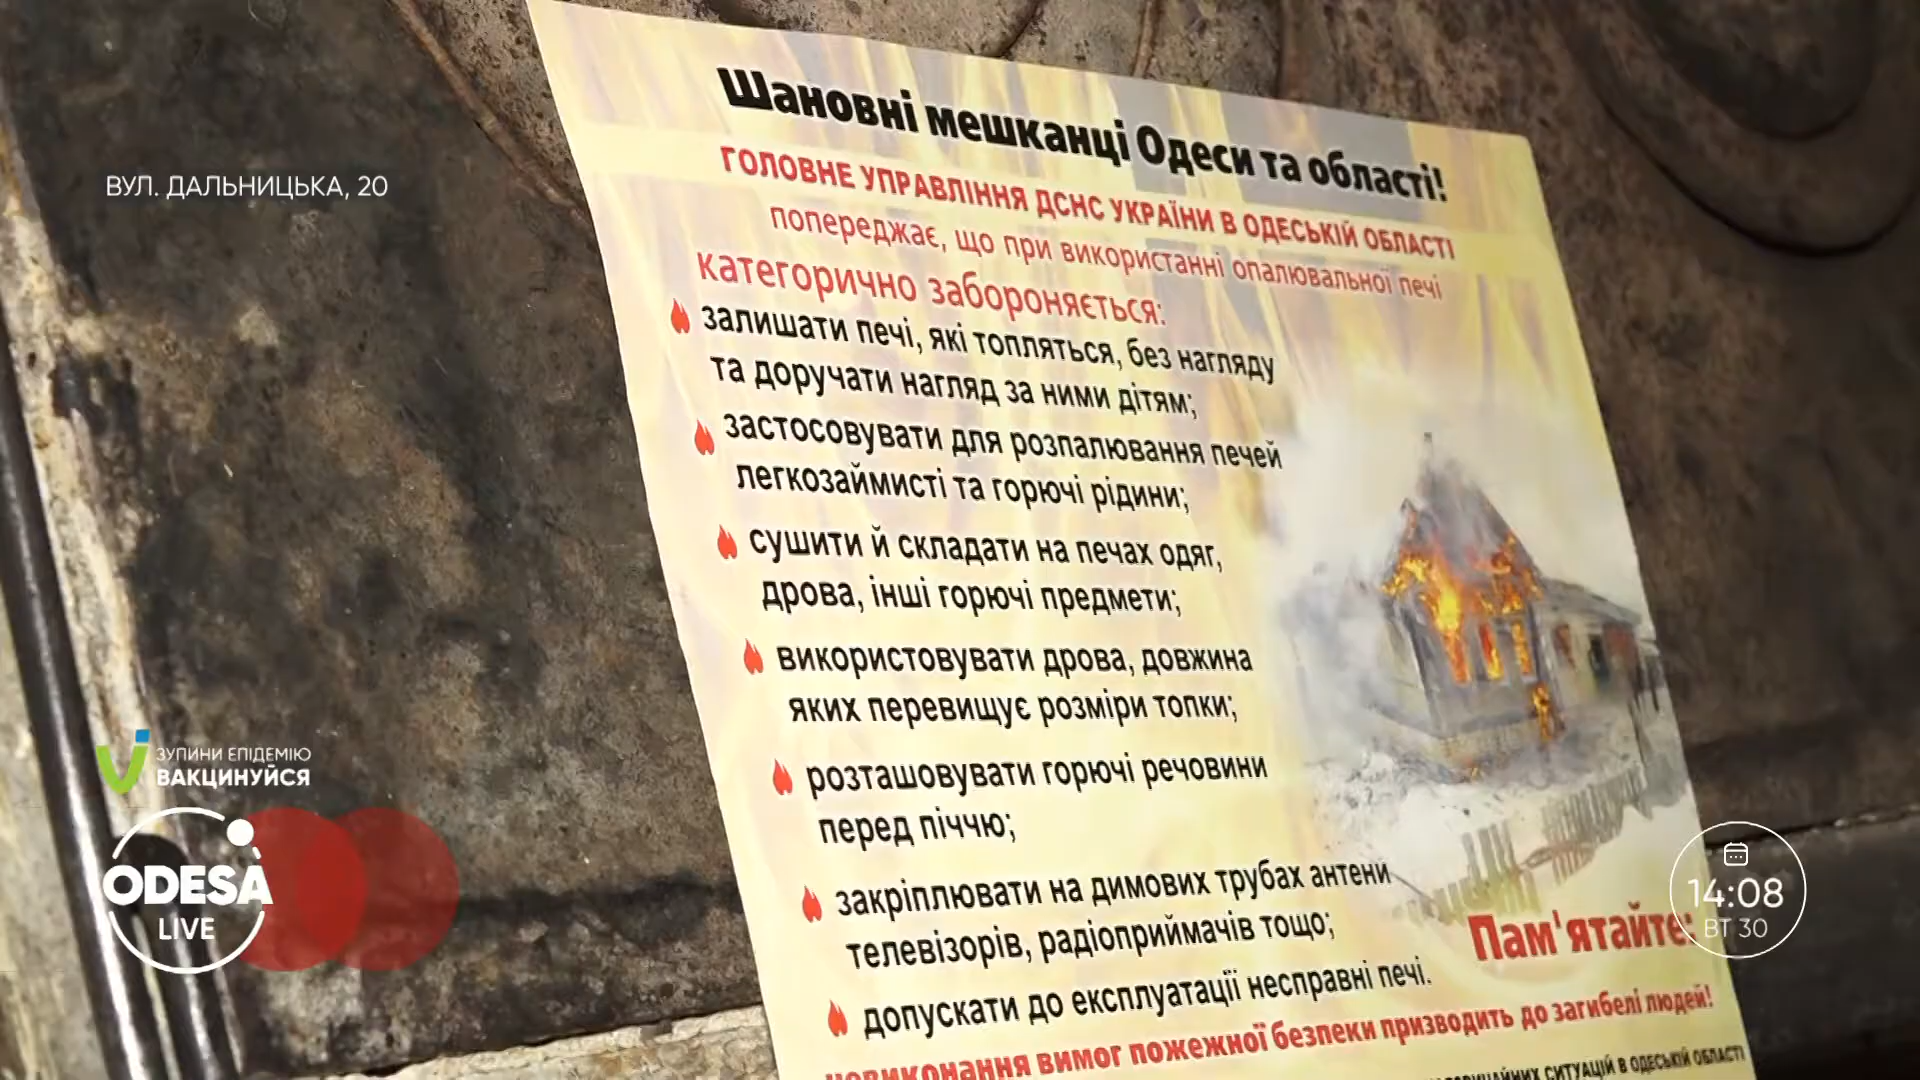 ВУЛ. ДАЛЬНИЦЬКА, 20
Шановні мешканці Одеси та області!
ГОЛОВНЕ УПРАВЛІННЯ ДСНС УКРАЇНИ В ОДЕСЬКІЙ ОБЛАСТІ
попереджає, що при використанні опалювальної печі
категорично забороняється:
залишати печі, які топляться, без нагляду
та доручати нагляд за ними дітям;
застосовувати для розпалювання печей
легкозаймисті та горючі рідини;
сушити й складати на печах одяг,
дрова, інші горючі предмети;
використовувати дрова, довжина
яких перевищує розміри топки;
розташовувати горючі речовини
перед піччю;
закріплювати на димових трубах антени
телевізорів, радіоприймачів тощо;
допускати до експлуатації несправні печі.
Пам'ятайте:
невиконання вимог пожежної безпеки призводить до загибелі людей!
СИТУАЦІЙ В ОДЕСЬКІЙ ОБЛАСТІ
ЗУПИНИ ЕПІДЕМІЮ
ВАКЦИНУЙСЯ
ODESA
LIVE
14:08
ВТ 30